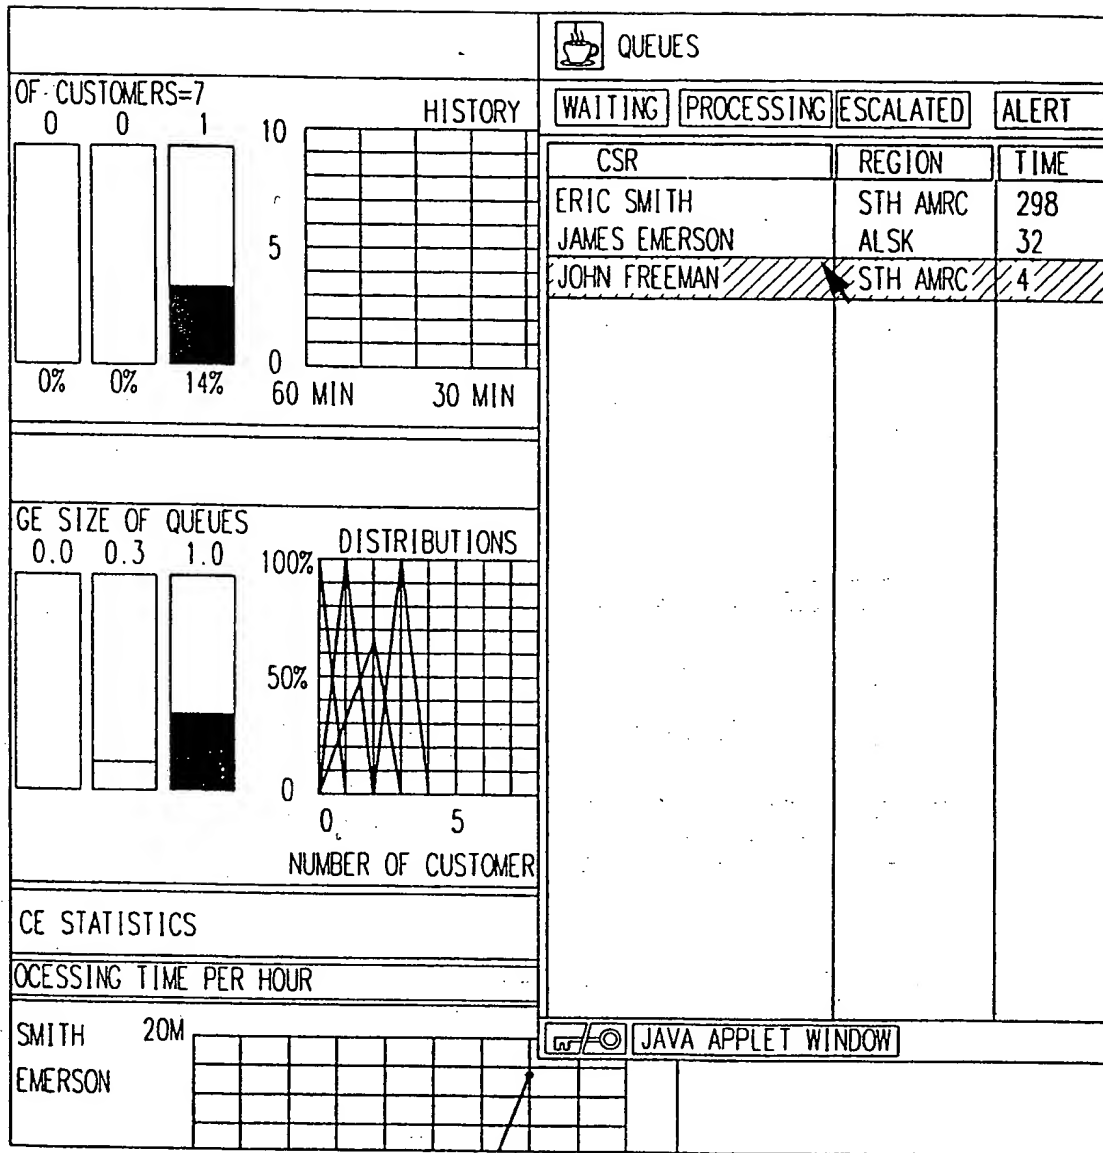 OF CUSTOMERS=7
0 0 1
HISTORY
10
5
0
0% 0% 14%
60 MIN 30 MIN
GE SIZE OF QUEUES
0.0 0.3 1.0
DISTRIBUTIONS
100%
50%
0
0 5
NUMBER OF CUSTOMER
CE STATISTICS
OCESSING TIME PER HOUR
SMITH 20M
EMERSON
QUEUES
WAITING PROCESSING ESCALATED ALERT
CSR REGION TIME
ERIC SMITH STH AMRC 298
JAMES EMERSON ALSK 32
JOHN FREEMAN STH AMRC 4
JAVA APPLET WINDOW